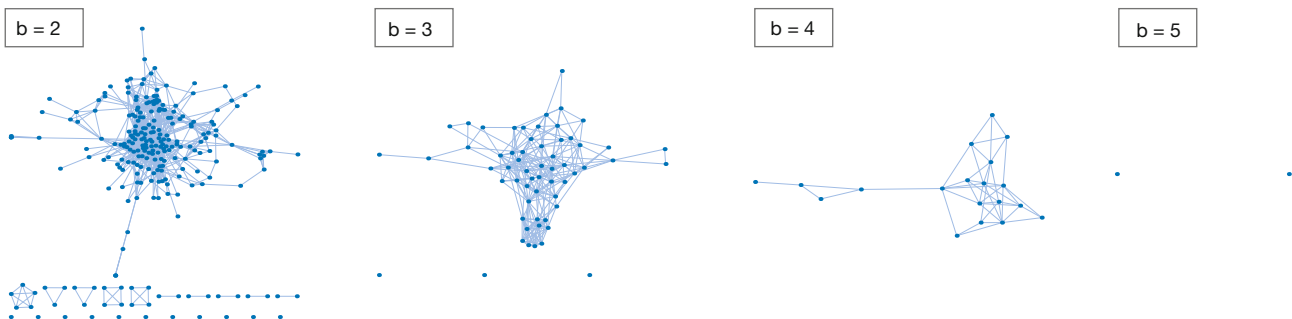 b = 2
b = 3
b = 4
b = 5